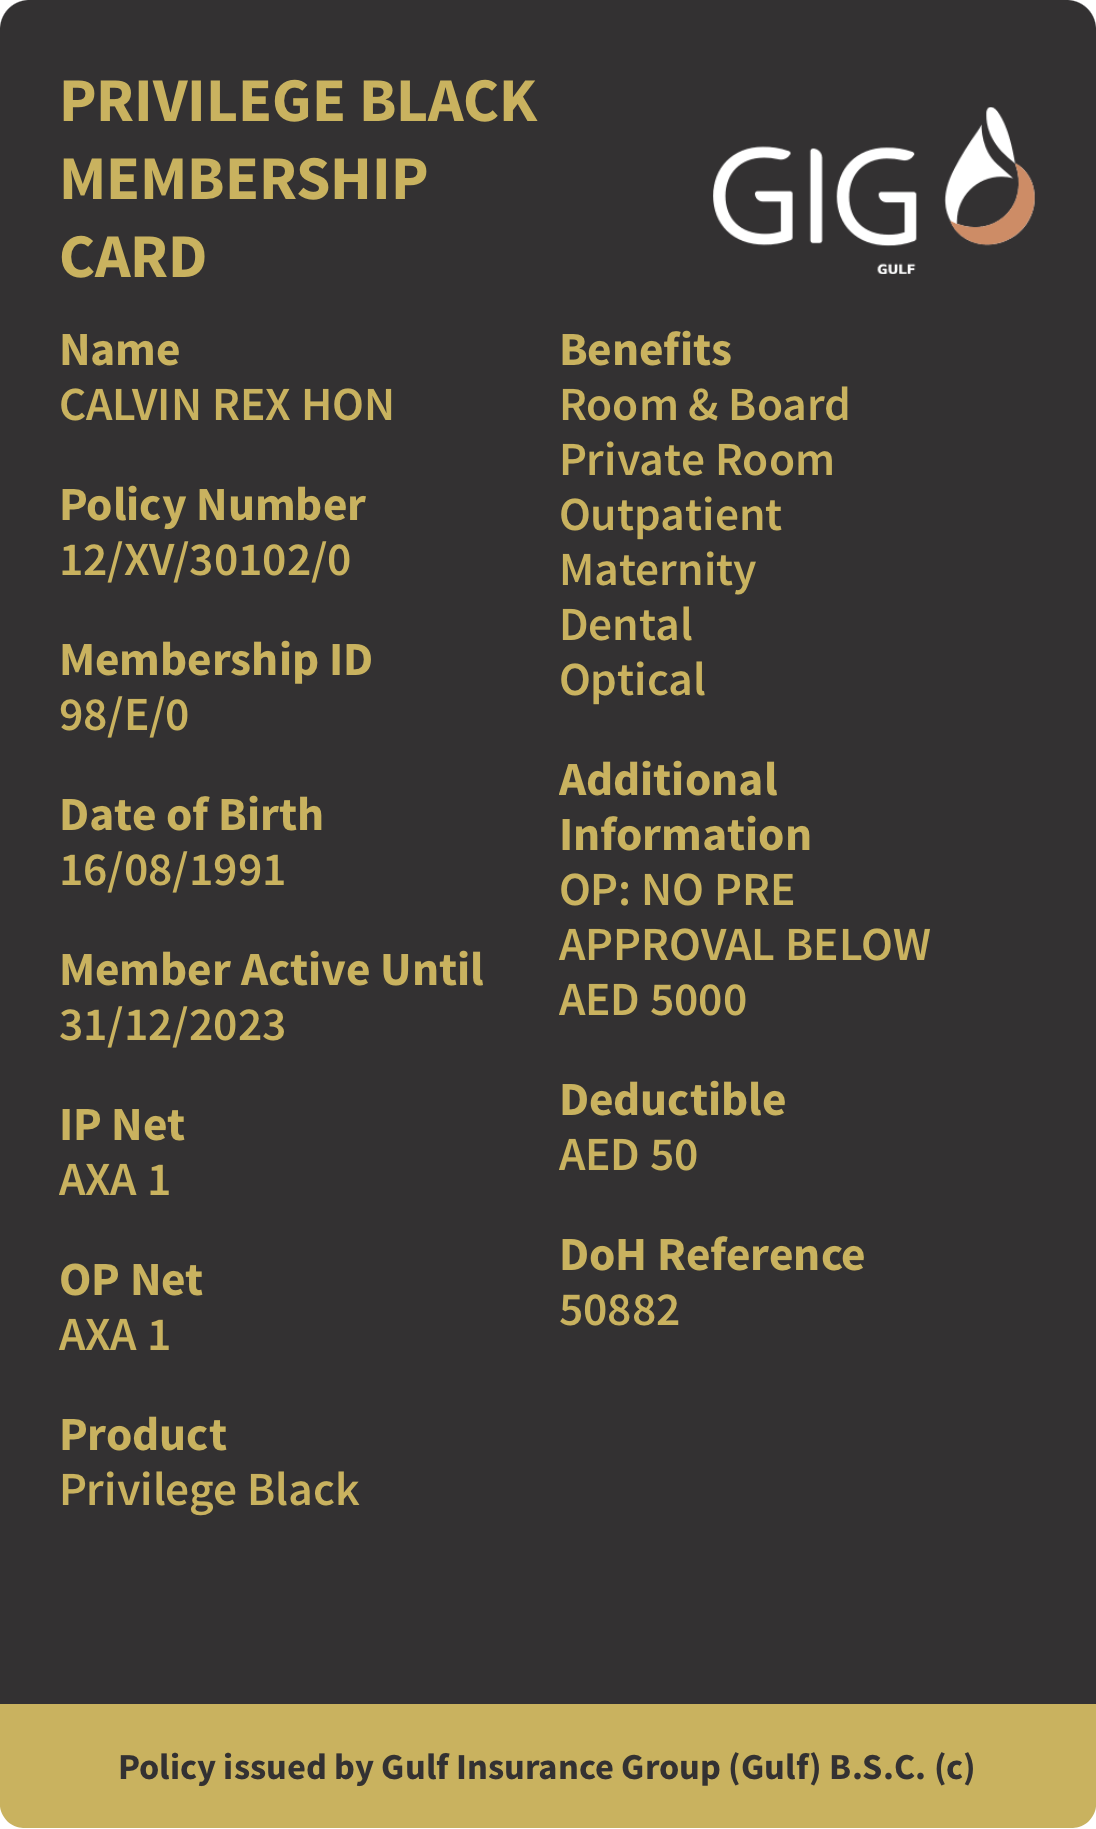 PRIVILEGE BLACK
MEMBERSHIP
CARD
GIG
GULF
Name
CALVIN REX HON
Policy Number
12/XV/30102/0
Membership ID
98/E/0
Date of Birth
16/08/1991
Member Active Until
31/12/2023
IP Net
AXA 1
OP Net
AXA 1
Product
Privilege Black
Benefits
Room & Board
Private Room
Outpatient
Maternity
Dental
Optical
Additional
Information
OP: NO PRE
APPROVAL BELOW
AED 5000
Deductible
AED 50
DoH Reference
50882
Policy issued by Gulf Insurance Group (Gulf) B.S.C. (c)